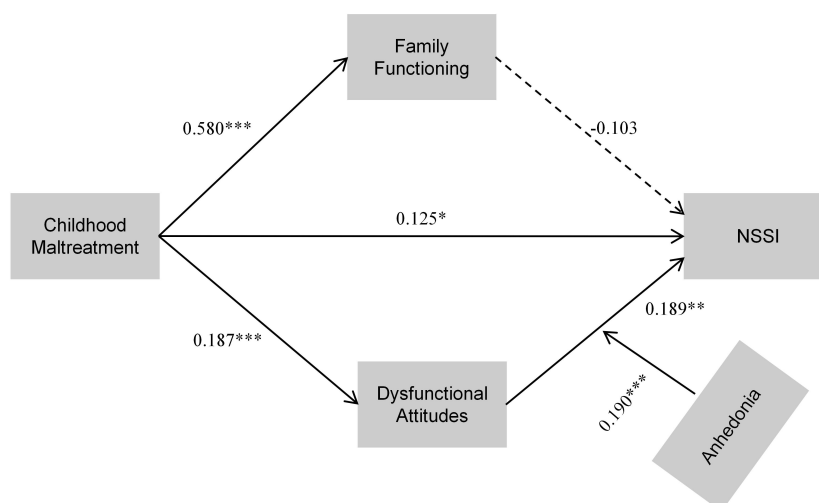 Family
Functioning
0.580***
-0.103
Childhood
Maltreatment
0.125*
NSSI
0.187***
0.189**
Dysfunctional
Attitudes
0.190***
Anhedonia